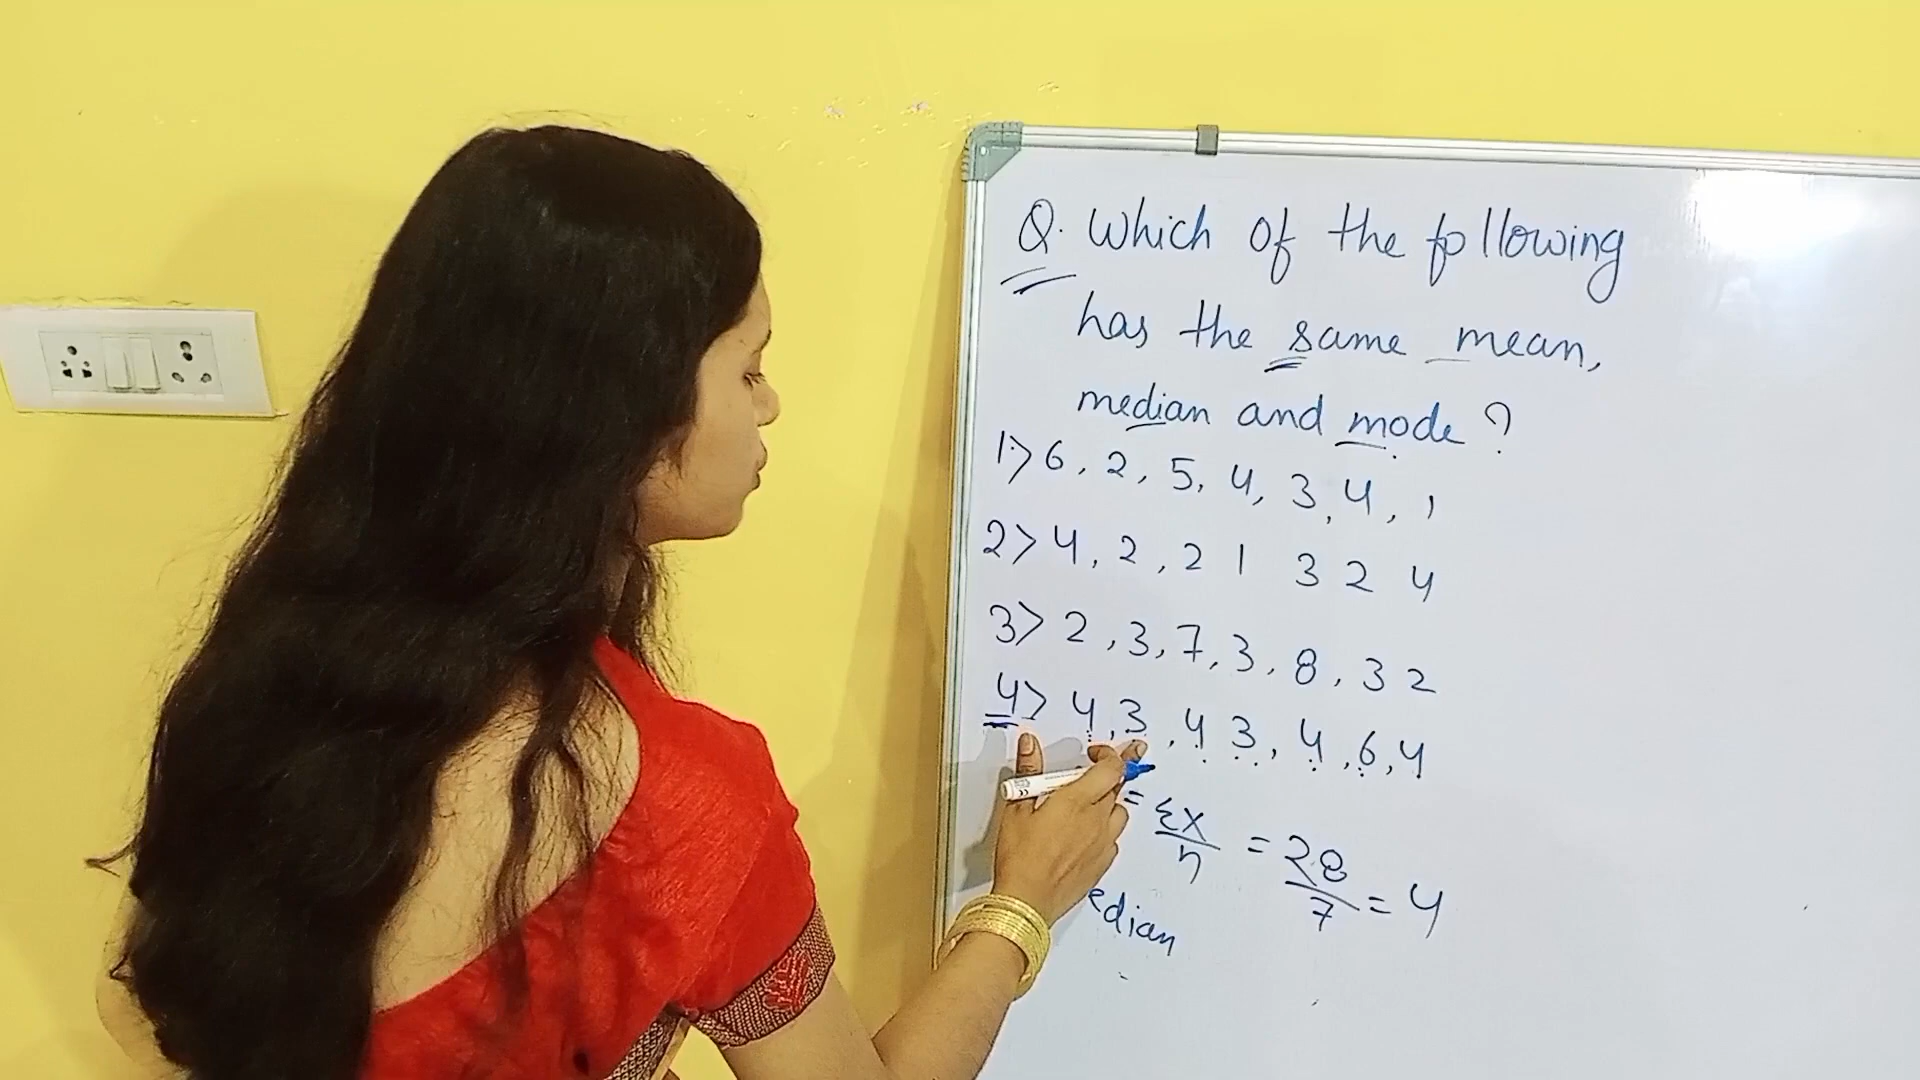 Q. Which of the following
has the same mean,
median and mode ?
1> 6, 2, 5, 4, 3, 4, 1
2> 4, 2, 2 1 3 2 4
3> 2, 3, 7, 3, 8, 3 2
4> 4, 3, 4 3, 4, 6, 4
= Σx/n = 28/7 = 4
edian